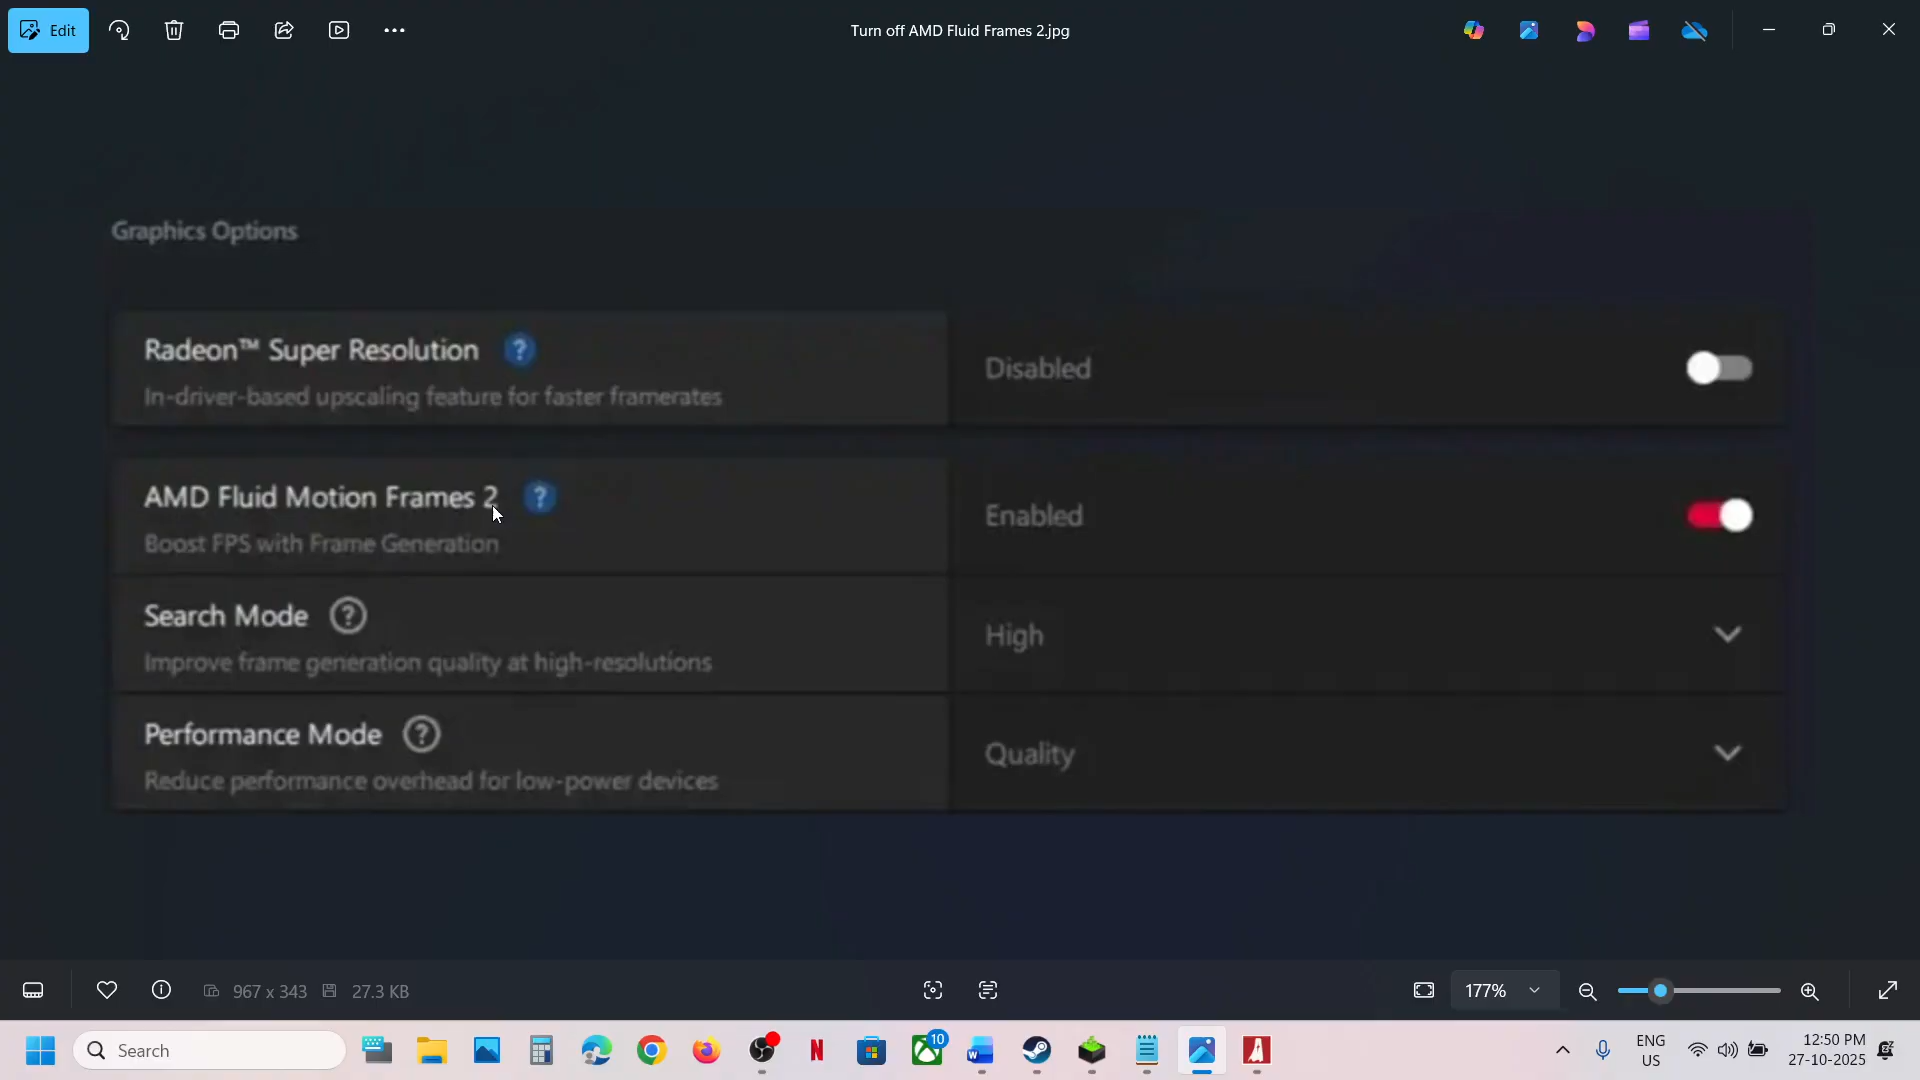 Edit
Turn off AMD Fluid Frames 2.jpg
Graphics Options
Radeon™ Super Resolution ?
In-driver-based upscaling feature for faster framerates
Disabled
AMD Fluid Motion Frames 2 ?
Boost FPS with Frame Generation
Enabled
Search Mode ?
Improve frame generation quality at high-resolutions
High
Performance Mode ?
Reduce performance overhead for low-power devices
Quality
967 x 343
27.3 KB
177%
Search
N
10
W
ENG
US
12:50 PM
27-10-2025